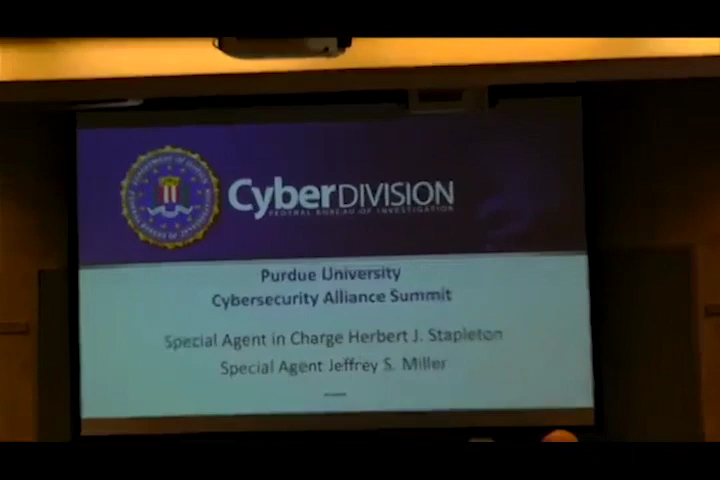 CyberDIVISION
FEDERAL BUREAU OF INVESTIGATION
Purdue University
Cybersecurity Alliance Summit
Special Agent in Charge Herbert J. Stapleton
Special Agent Jeffrey S. Miller